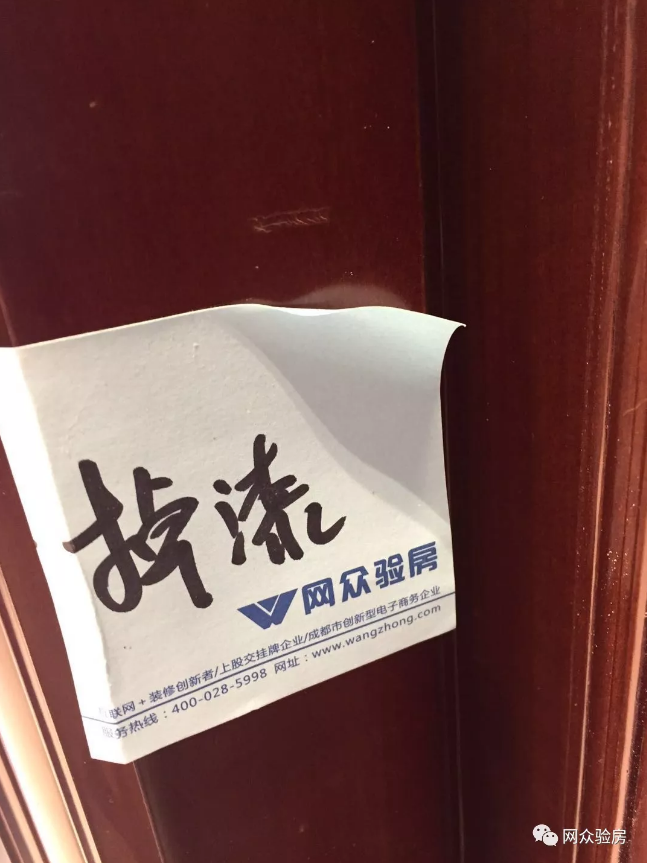 掉漆
网众验房
互联网+装修创新者/上股交挂牌企业/成都市创新型电子商务企业
服务热线:400-028-5998 网址:www.wangzhong.com
网众验房